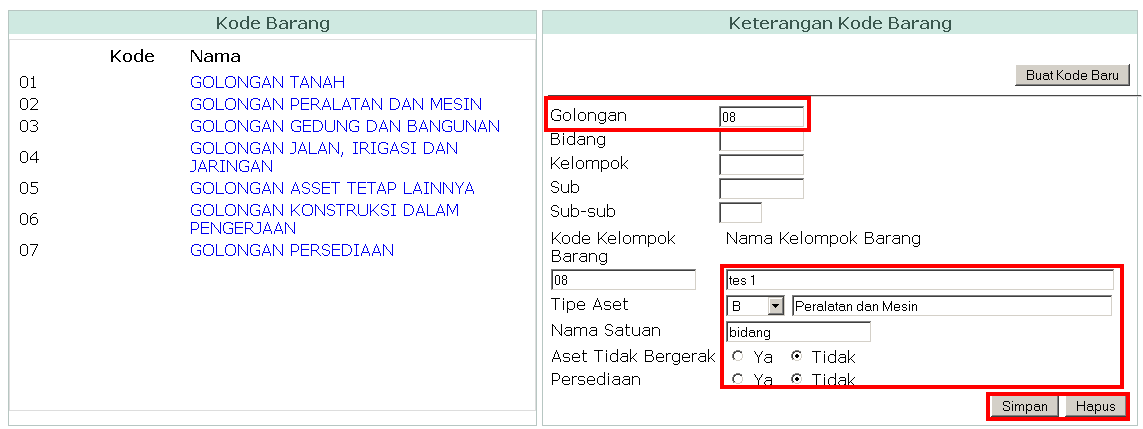 Kode Barang
Kode Nama
01 GOLONGAN TANAH
02 GOLONGAN PERALATAN DAN MESIN
03 GOLONGAN GEDUNG DAN BANGUNAN
04 GOLONGAN JALAN, IRIGASI DAN
JARINGAN
05 GOLONGAN ASSET TETAP LAINNYA
06 GOLONGAN KONSTRUKSI DALAM
PENGERJAAN
07 GOLONGAN PERSEDIAAN
Keterangan Kode Barang
Buat Kode Baru
Golongan 08
Bidang
Kelompok
Sub
Sub-sub
Kode Kelompok Nama Kelompok Barang
Barang
08 tes 1
Tipe Aset B Peralatan dan Mesin
Nama Satuan bidang
Aset Tidak Bergerak Ya Tidak
Persediaan Ya Tidak
Simpan Hapus